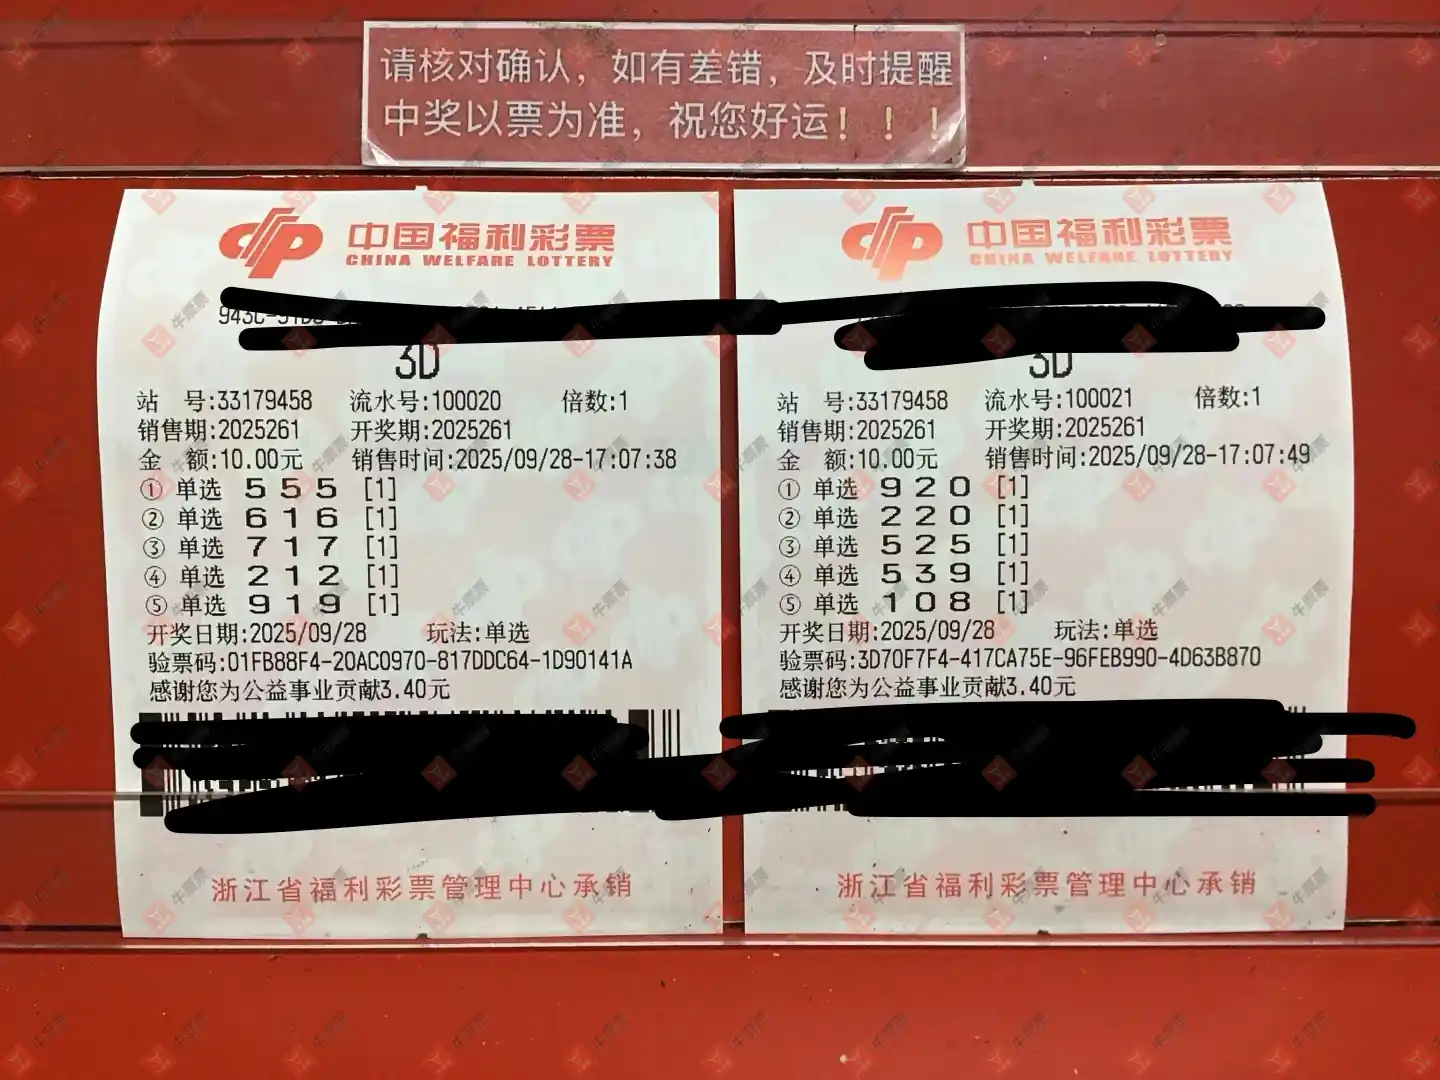 请核对确认，如有差错，及时提醒
中奖以票为准，祝您好运！！！
中国福利彩票
CHINA WELFARE LOTTERY
3D
站 号:33179458 流水号:100020 倍数:1
销售期:2025261 开奖期:2025261
金 额:10.00元 销售时间:2025/09/28-17:07:38
① 单选 5 5 5 [1]
② 单选 6 1 6 [1]
③ 单选 7 1 7 [1]
④ 单选 2 1 2 [1]
⑤ 单选 9 1 9 [1]
开奖日期:2025/09/28 玩法:单选
验票码:01FB88F4-20AC0970-817DDC64-1D90141A
感谢您为公益事业贡献3.40元
浙江省福利彩票管理中心承销
中国福利彩票
CHINA WELFARE LOTTERY
3D
站 号:33179458 流水号:100021 倍数:1
销售期:2025261 开奖期:2025261
金 额:10.00元 销售时间:2025/09/28-17:07:49
① 单选 9 2 0 [1]
② 单选 2 2 0 [1]
③ 单选 5 2 5 [1]
④ 单选 5 3 9 [1]
⑤ 单选 1 0 8 [1]
开奖日期:2025/09/28 玩法:单选
验票码:3D70F7F4-417CA75E-96FEB990-4D63B870
感谢您为公益事业贡献3.40元
浙江省福利彩票管理中心承销